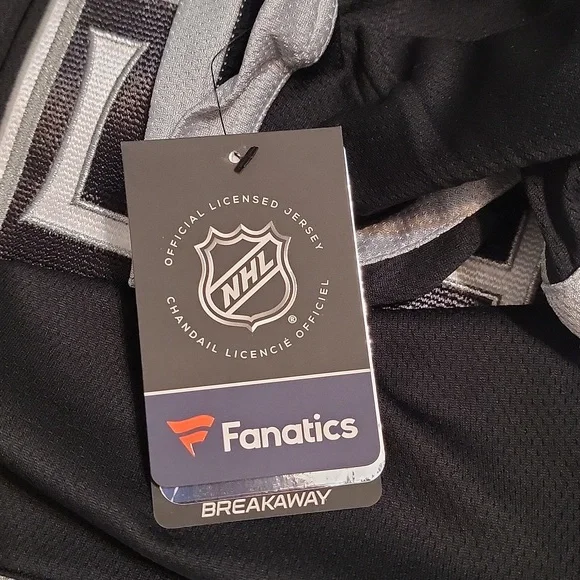 OFFICIAL LICENSED JERSEY
NHL
®
CHANDAIL LICENCIÉ OFFICIEL
Fanatics
BREAKAWAY